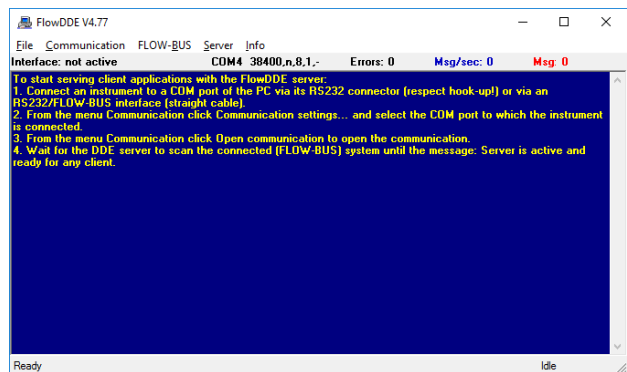 FlowDDE V4.77
File Communication FLOW-BUS Server Info
Interface: not active COM4 38400,n,8,1,- Errors: 0 Msg/sec: 0 Msg: 0
To start serving client applications with the FlowDDE server:
1. Connect an instrument to a COM port of the PC via its RS232 connector (respect hook-up!) or via an
RS232/FLOW-BUS interface (straight cable).
2. From the menu Communication click Communication settings... and select the COM port to which the instrument
is connected.
3. From the menu Communication click Open communication to open the communication.
4. Wait for the DDE server to scan the connected (FLOW-BUS) system until the message: Server is active and
ready for any client.
Ready Idle